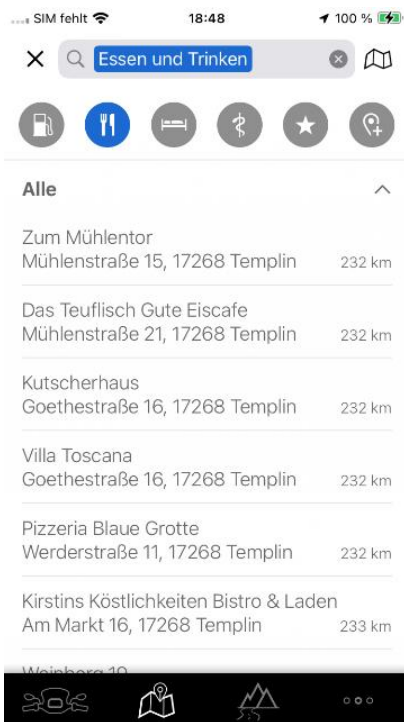 SIM fehlt 18:48 100 %
Essen und Trinken
Alle
Zum Mühlentor
Mühlenstraße 15, 17268 Templin 232 km
Das Teuflisch Gute Eiscafe
Mühlenstraße 21, 17268 Templin 232 km
Kutscherhaus
Goethestraße 16, 17268 Templin 232 km
Villa Toscana
Goethestraße 16, 17268 Templin 232 km
Pizzeria Blaue Grotte
Werderstraße 11, 17268 Templin 232 km
Kirstins Köstlichkeiten Bistro & Laden
Am Markt 16, 17268 Templin 233 km
Weinberg 19